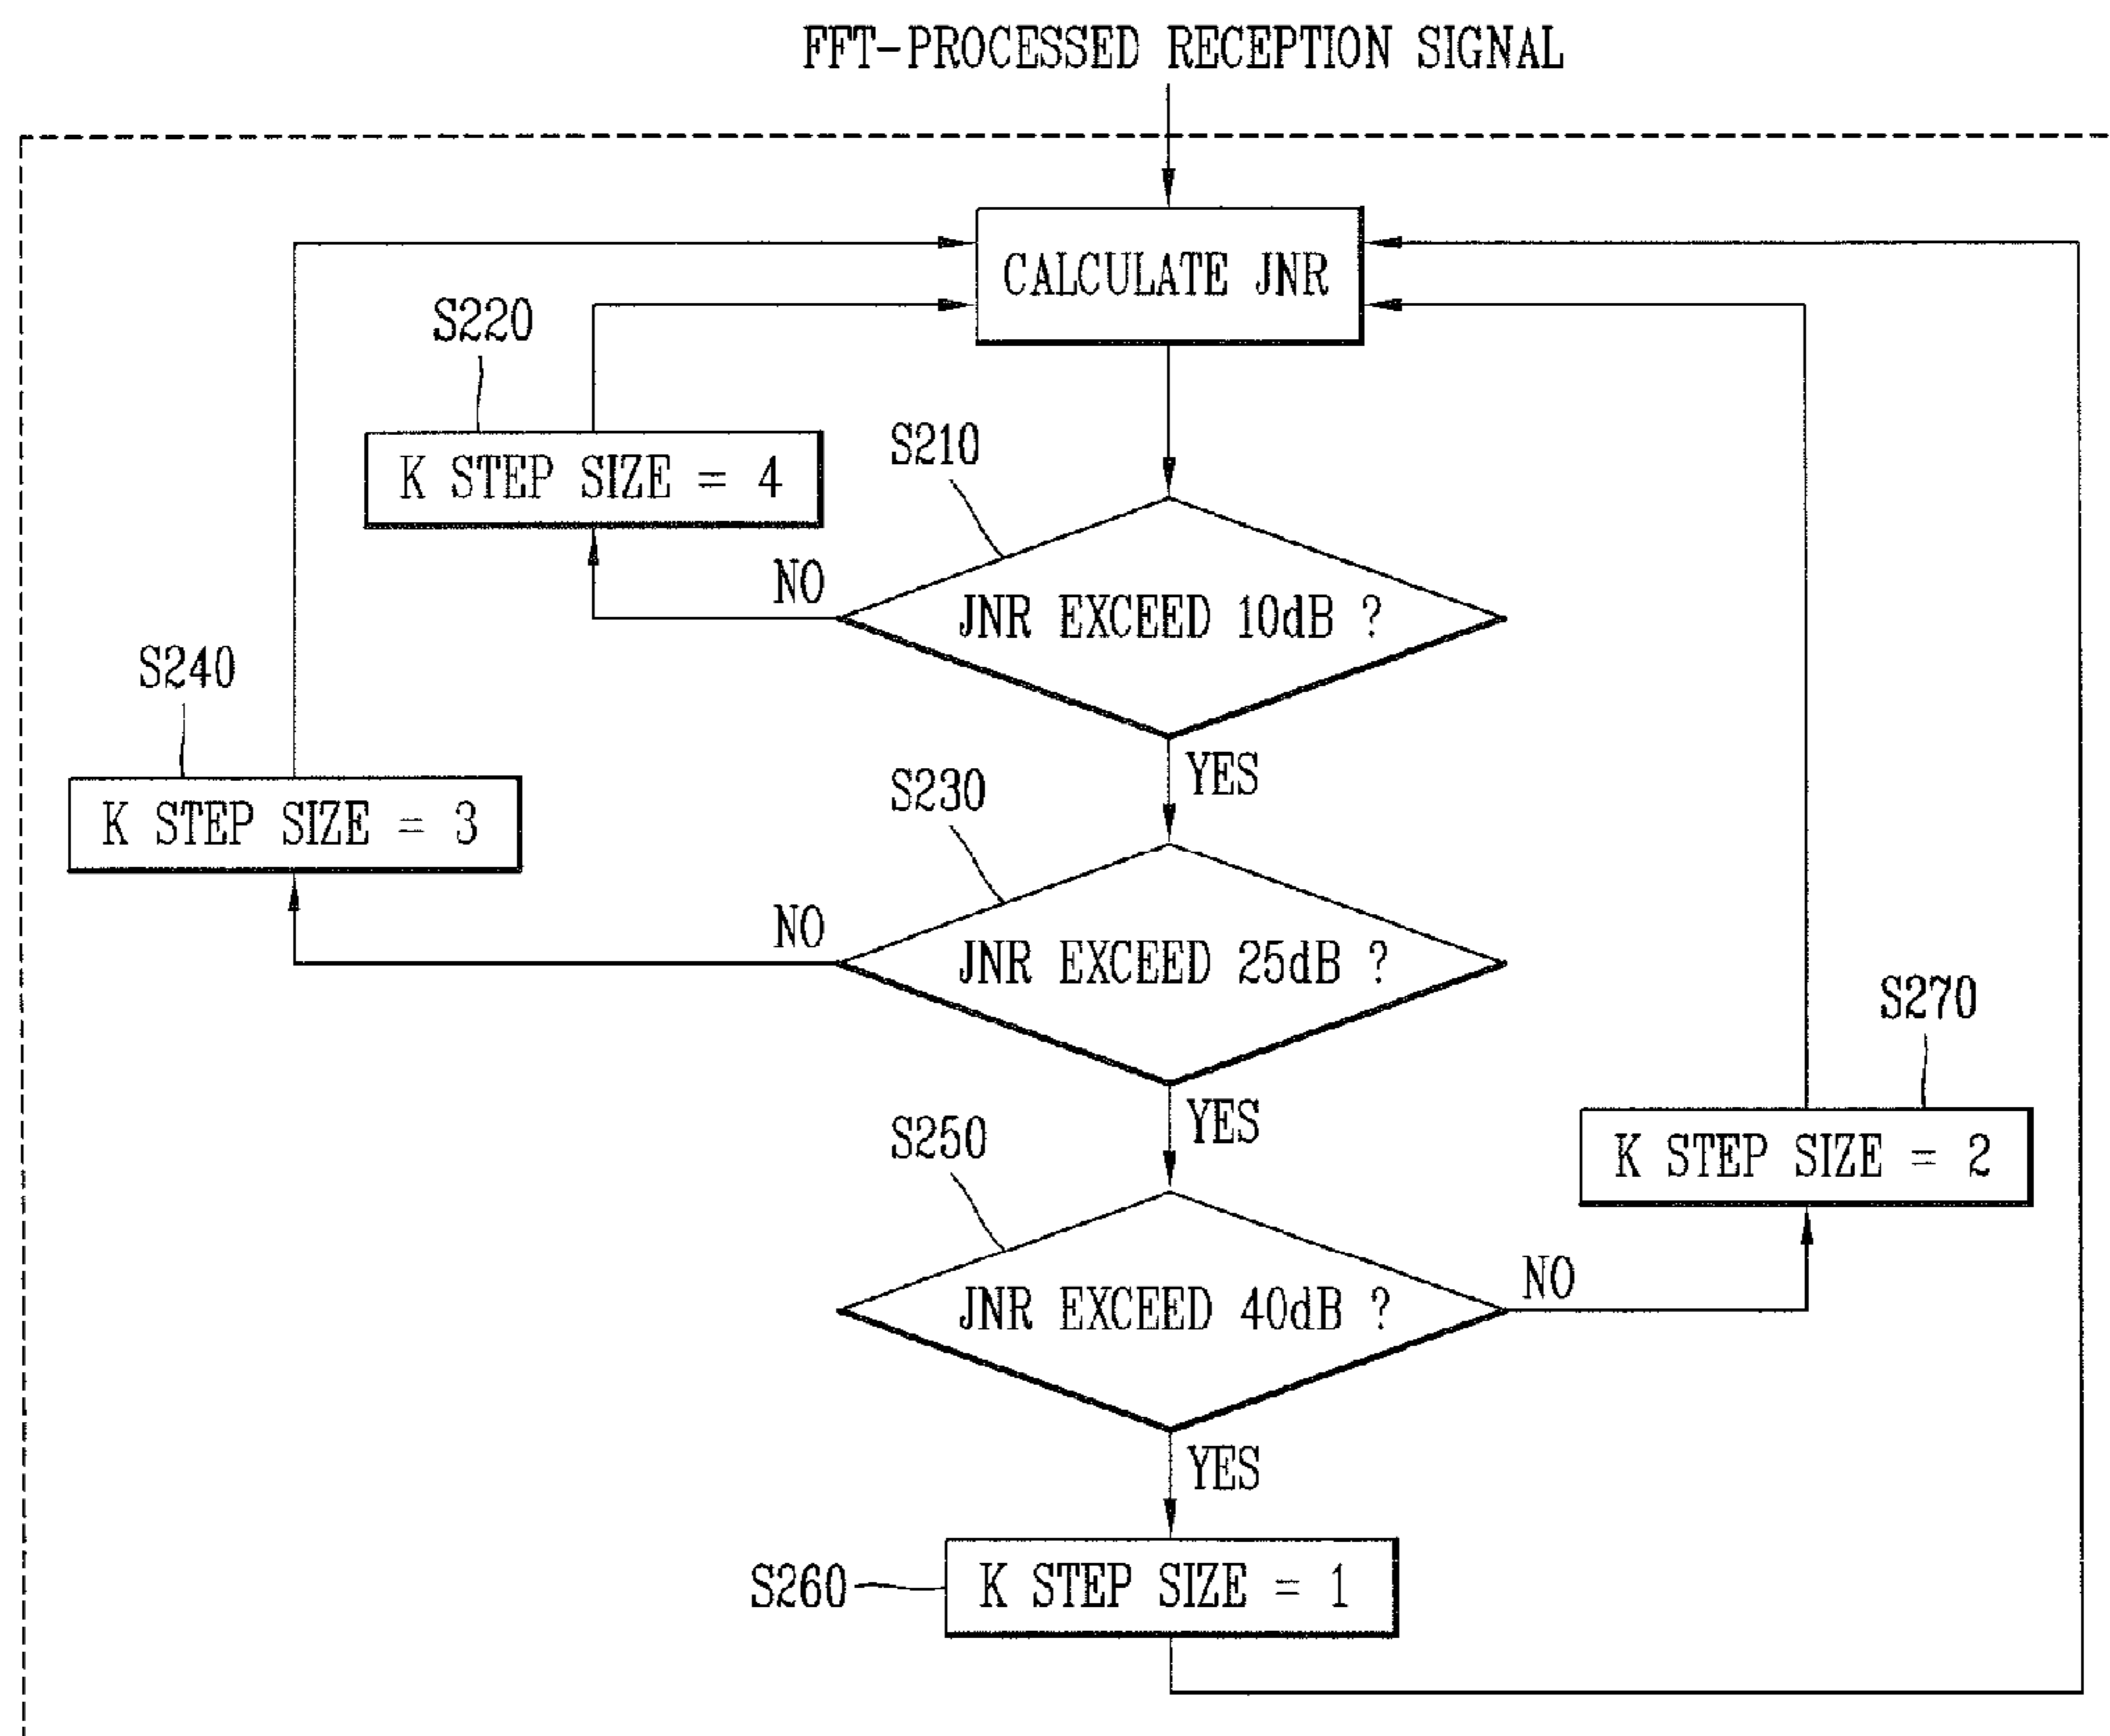 FFT-PROCESSED RECEPTION SIGNAL
CALCULATE JNR
S220
K STEP SIZE = 4
S210
NO
JNR EXCEED 10dB ?
S240
YES
K STEP SIZE = 3
S230
NO
JNR EXCEED 25dB ?
S270
YES
S250
K STEP SIZE = 2
NO
JNR EXCEED 40dB ?
YES
S260
K STEP SIZE = 1